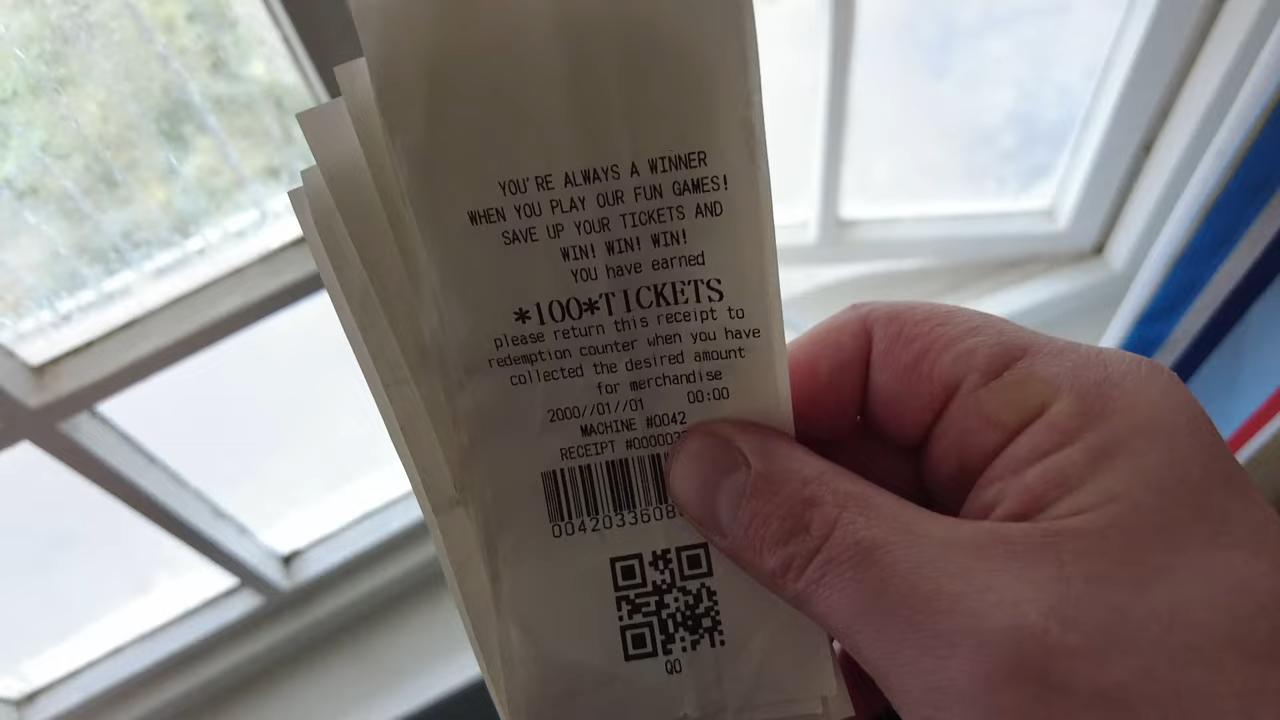 YOU'RE ALWAYS A WINNER
WHEN YOU PLAY OUR FUN GAMES!
SAVE UP YOUR TICKETS AND
WIN! WIN! WIN!
YOU have earned
*100*TICKETS
please return this receipt to
redemption counter when you have
collected the desired amount
for merchandise
2000//01//01 00:00
MACHINE #0042
RECEIPT
QO